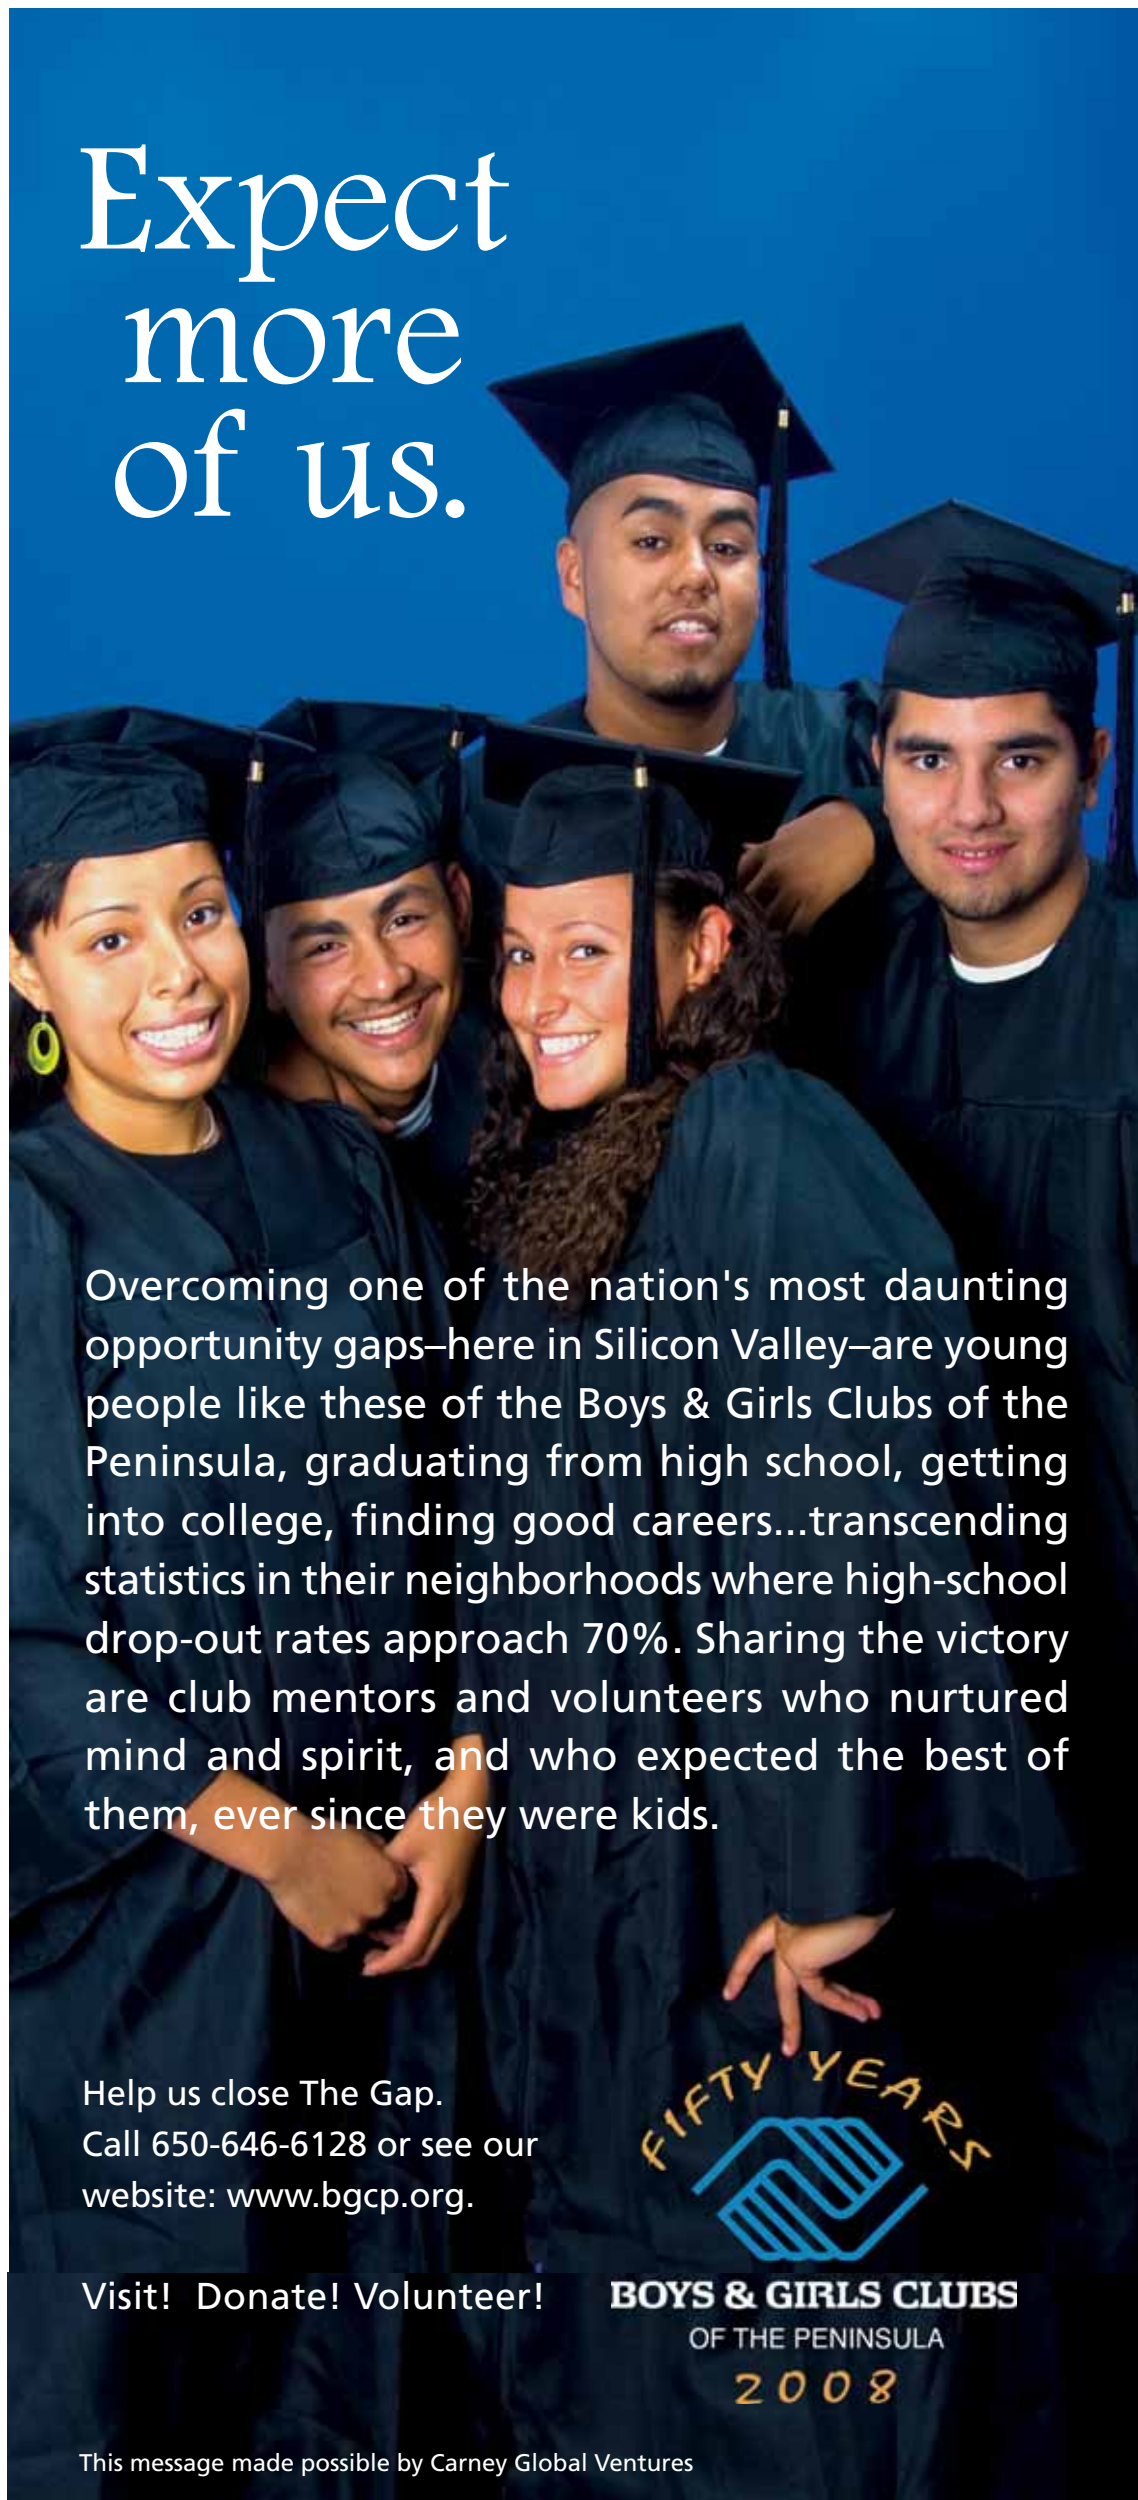 Expect
more
of us.
Overcoming one of the nation's most daunting
opportunity gaps–here in Silicon Valley–are young
people like these of the Boys & Girls Clubs of the
Peninsula, graduating from high school, getting
into college, finding good careers...transcending
statistics in their neighborhoods where high-school
drop-out rates approach 70%. Sharing the victory
are club mentors and volunteers who nurtured
mind and spirit, and who expected the best of
them, ever since they were kids.
Help us close The Gap.
Call 650-646-6128 or see our
website: www.bgcp.org.
Visit! Donate! Volunteer!
FIFTY YEARS
BOYS & GIRLS CLUBS
OF THE PENINSULA
2008
This message made possible by Carney Global Ventures